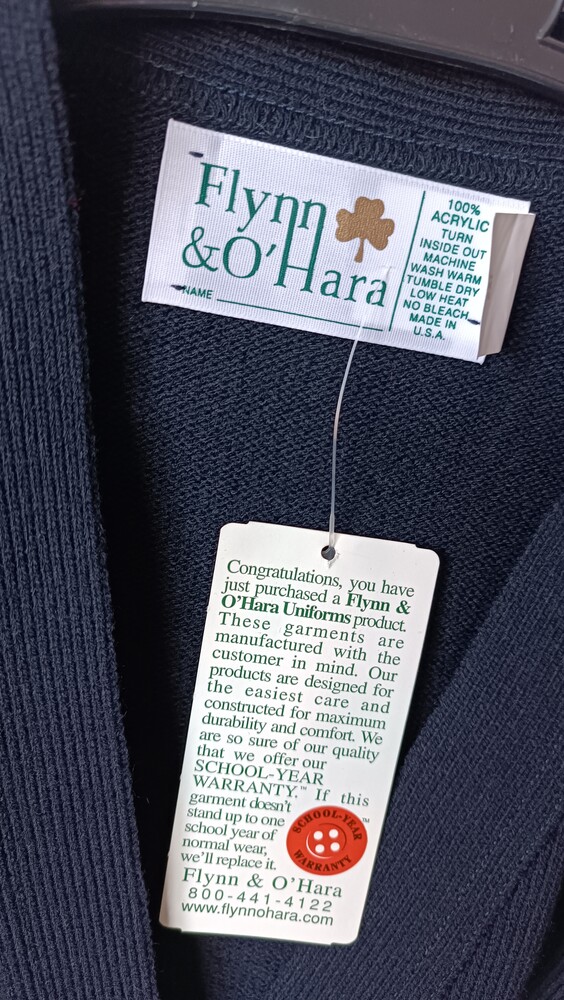 Flynn
&O'Hara
NAME
100%
ACRYLIC
TURN
INSIDE OUT
MACHINE
WASH WARM
TUMBLE DRY
LOW HEAT
NO BLEACH
MADE IN
U.S.A.
Congratulations, you have
just purchased a Flynn &
O'Hara Uniforms product.
These garments are
manufactured with the
customer in mind. Our
products are designed for
the easiest care and
constructed for maximum
durability and comfort. We
are so sure of our quality
that we offer our
SCHOOL-YEAR
WARRANTY.™ If this
garment doesn't
stand up to one
school year of
normal wear,
we'll replace it.
SCHOOL-YEAR ™
WARRANTY
Flynn & O'Hara
800-441-4122
www.flynnohara.com